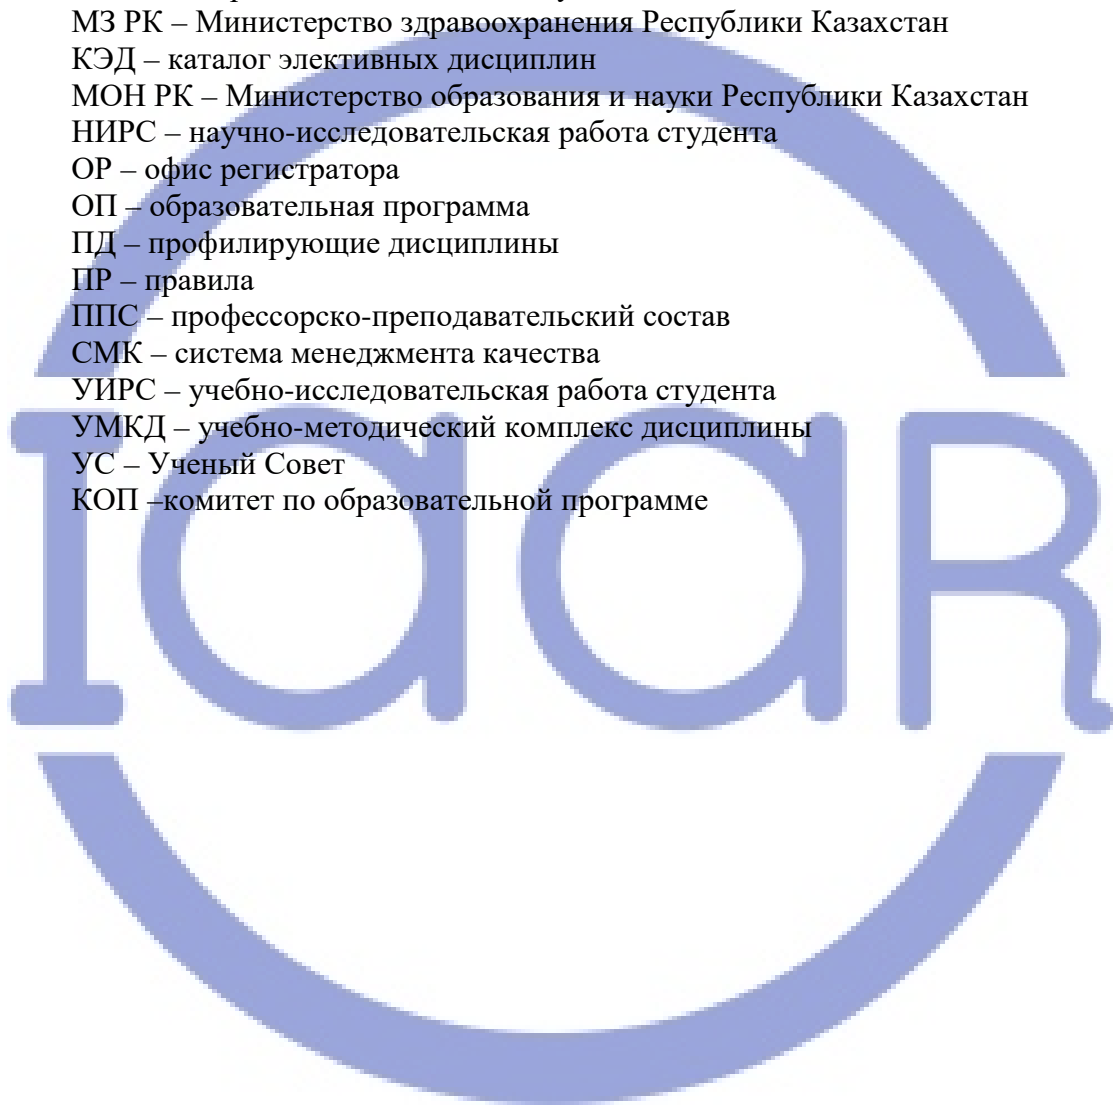 МЗ РК – Министерство здравоохранения Республики Казахстан
КЭД – каталог элективных дисциплин
МОН РК – Министерство образования и науки Республики Казахстан
НИРС – научно-исследовательская работа студента
ОР – офис регистратора
ОП – образовательная программа
ПД – профилирующие дисциплины
ПР – правила
ППС – профессорско-преподавательский состав
СМК – система менеджмента качества
УИРС – учебно-исследовательская работа студента
УМКД – учебно-методический комплекс дисциплины
УС – Ученый Совет
КОП –комитет по образовательной программе
IaaR